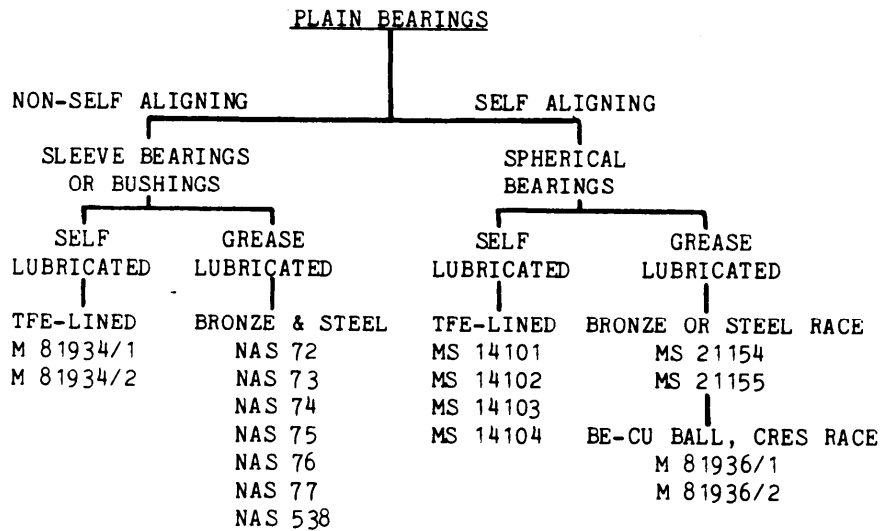 PLAIN BEARINGS
NON-SELF ALIGNING
SELF ALIGNING
SLEEVE BEARINGS
OR BUSHINGS
SPHERICAL
BEARINGS
SELF
LUBRICATED
GREASE
LUBRICATED
SELF
LUBRICATED
GREASE
LUBRICATED
TFE-LINED
M 81934/1
M 81934/2
BRONZE & STEEL
NAS 72
NAS 73
NAS 74
NAS 75
NAS 76
NAS 77
NAS 538
TFE-LINED
MS 14101
MS 14102
MS 14103
MS 14104
BRONZE OR STEEL RACE
MS 21154
MS 21155
BE-CU BALL, CRES RACE
M 81936/1
M 81936/2